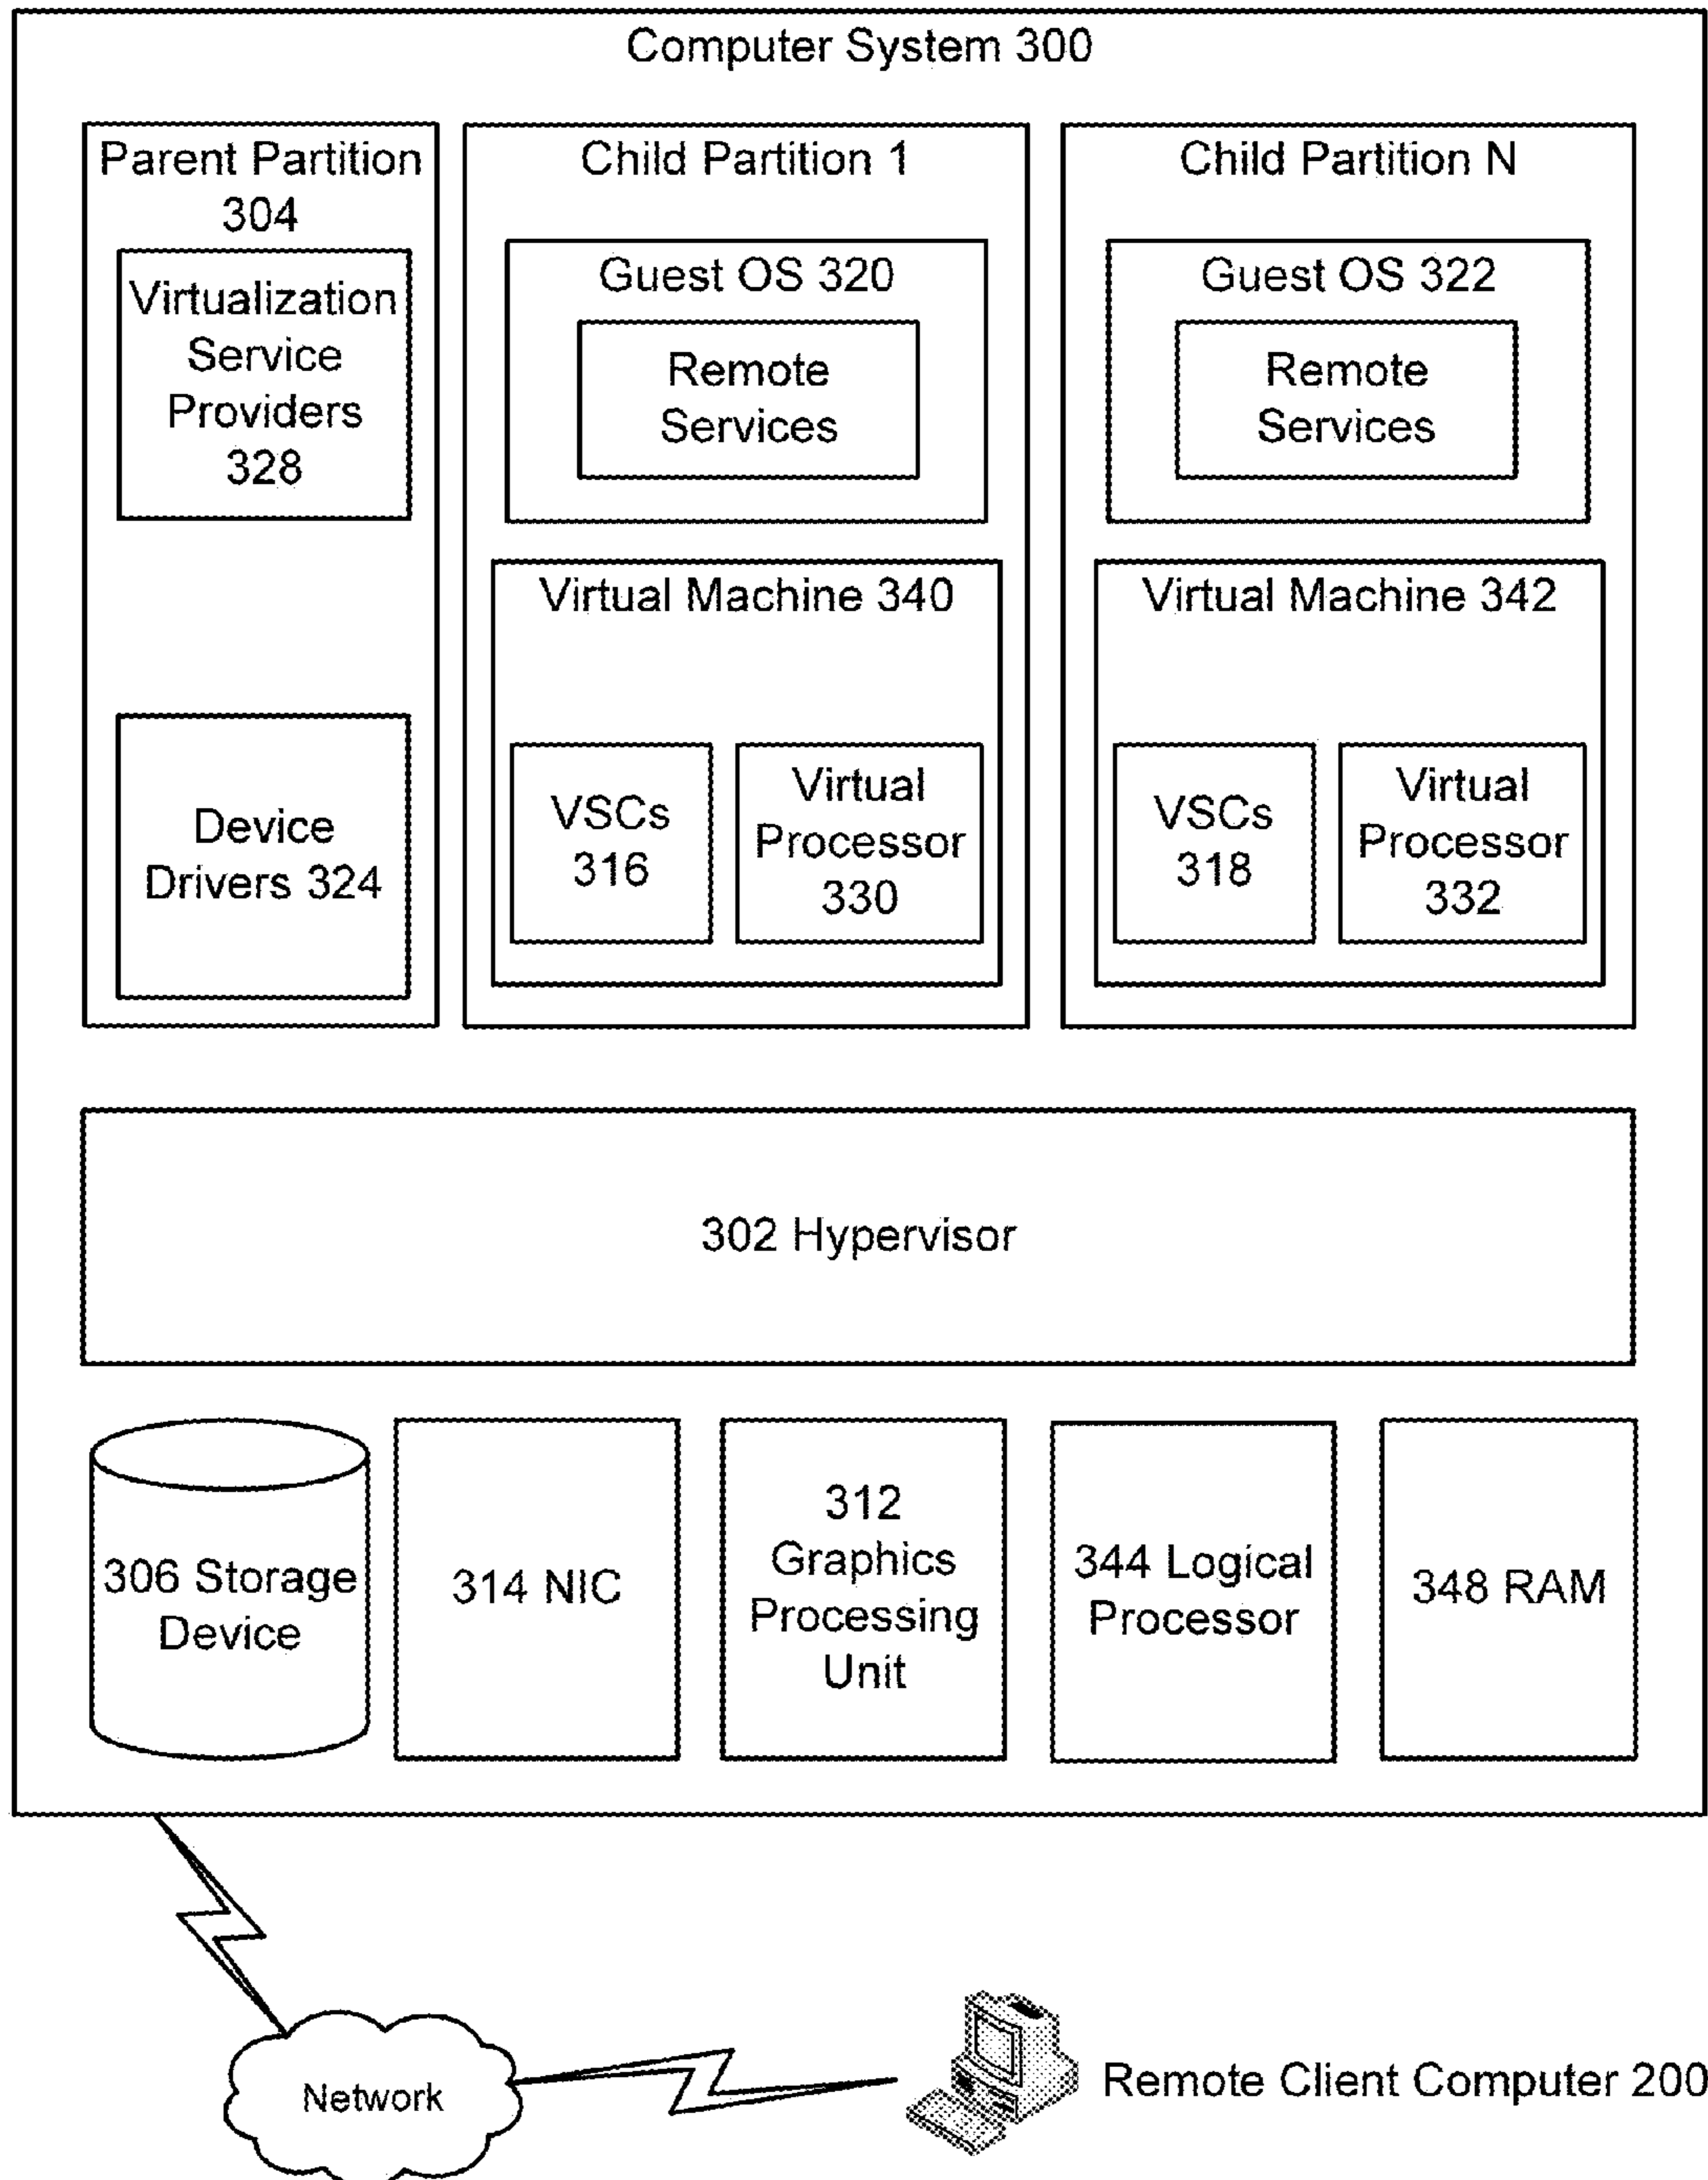 Computer System 300
Parent Partition
304
Virtualization
Service
Providers
328
Device
Drivers 324
Child Partition 1
Guest OS 320
Remote
Services
Virtual Machine 340
VSCs
316
Virtual
Processor
330
Child Partition N
Guest OS 322
Remote
Services
Virtual Machine 342
VSCs
318
Virtual
Processor
332
302 Hypervisor
306 Storage
Device
314 NIC
312
Graphics
Processing
Unit
344 Logical
Processor
348 RAM
Network
Remote Client Computer 200